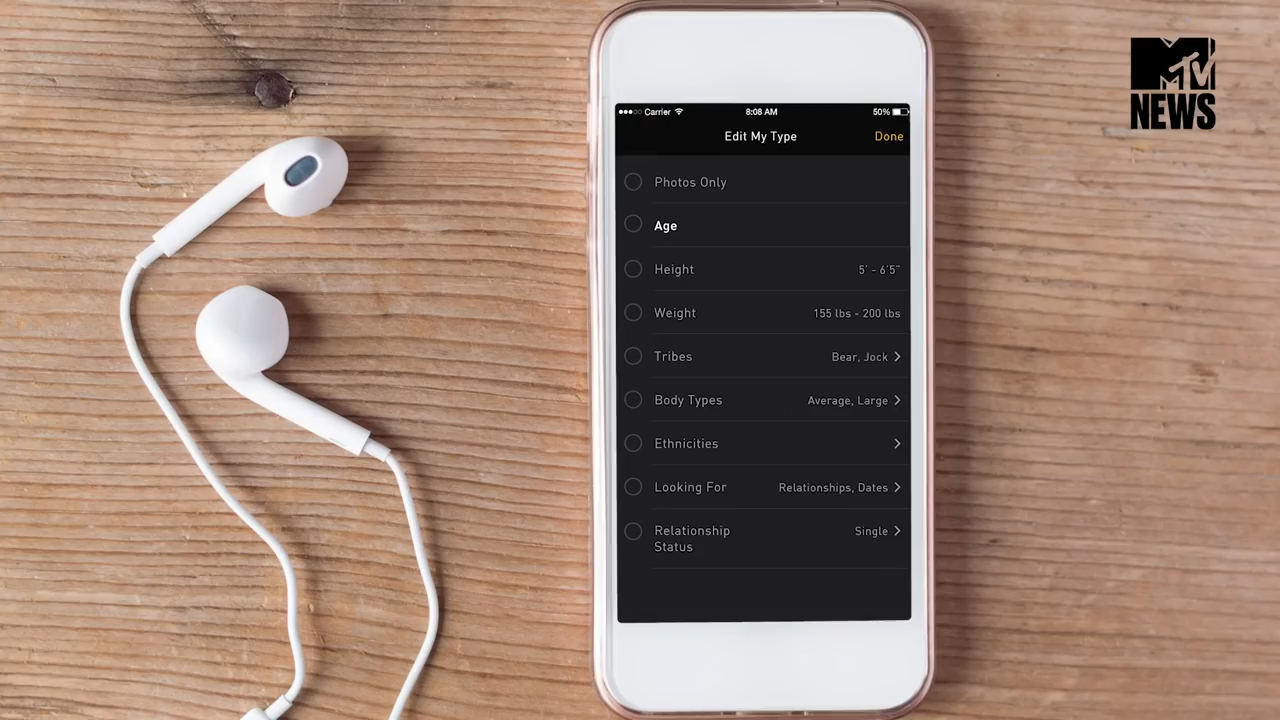 MTV
NEWS
Carrier 8:08 AM 50%
Edit My Type Done
Photos Only
Age
Height 5' - 6'5"
Weight 155 lbs - 200 lbs
Tribes Bear, Jock
Body Types Average, Large
Ethnicities
Looking For Relationships, Dates
Relationship Single
Status